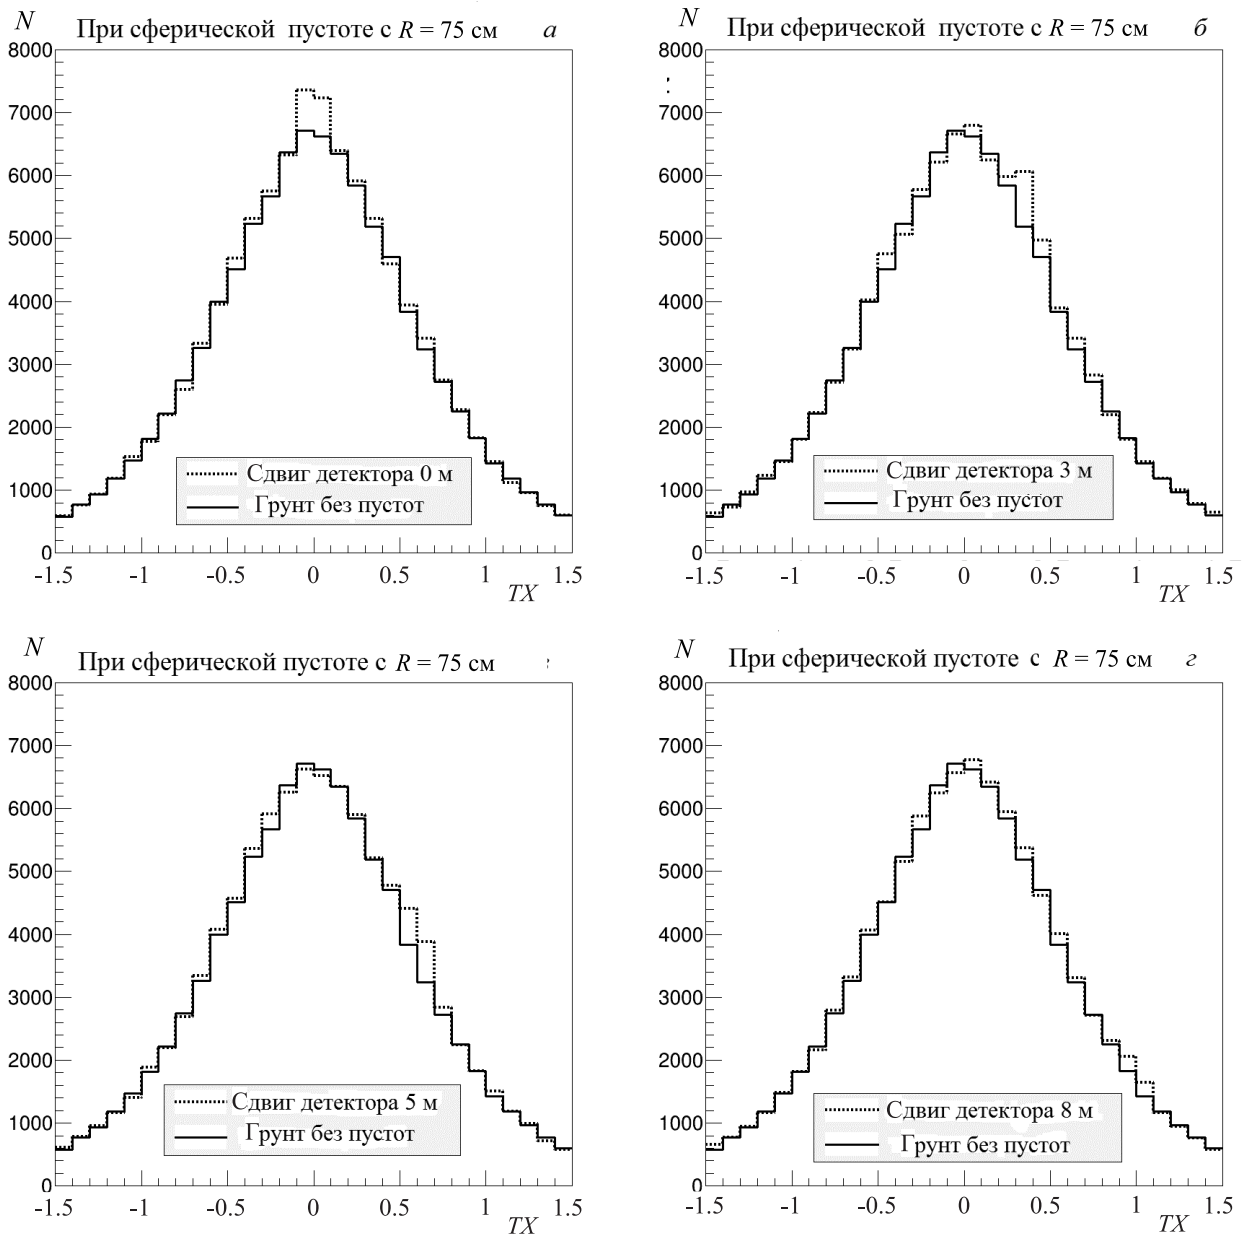 N При сферической пустоте с R = 75 см а
8000
7000
6000
5000
4000
3000
2000
1000
0
Сдвиг детектора 0 м
Грунт без пустот
-1.5 -1 -0.5 0 0.5 1 1.5
TX
N При сферической пустоте с R = 75 см б
8000
7000
6000
5000
4000
3000
2000
1000
0
Сдвиг детектора 3 м
Грунт без пустот
-1.5 -1 -0.5 0 0.5 1 1.5
TX
N При сферической пустоте с R = 75 см
8000
7000
6000
5000
4000
3000
2000
1000
0
Сдвиг детектора 5 м
Грунт без пустот
-1.5 -1 -0.5 0 0.5 1 1.5
TX
N При сферической пустоте с R = 75 см г
8000
7000
6000
5000
4000
3000
2000
1000
0
Сдвиг детектора 8 м
Грунт без пустот
-1.5 -1 -0.5 0 0.5 1 1.5
TX